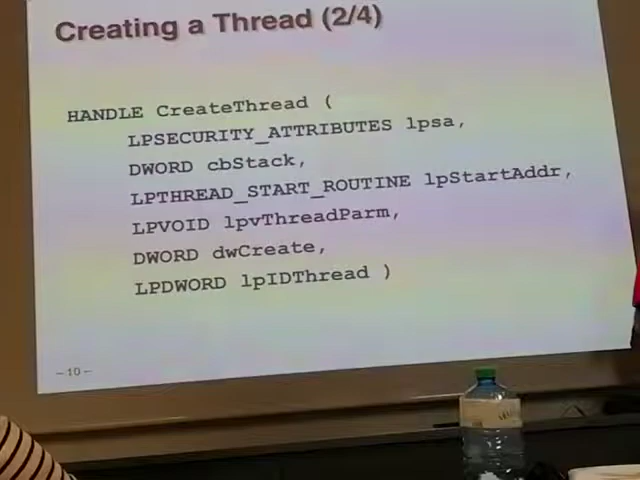 Creating a Thread (2/4)
HANDLE CreateThread (
LPSECURITY_ATTRIBUTES lpsa,
DWORD cbStack,
LPTHREAD_START_ROUTINE lpStartAddr,
LPVOID lpvThreadParm,
DWORD dwCreate,
LPDWORD lpIDThread )
– 10 –